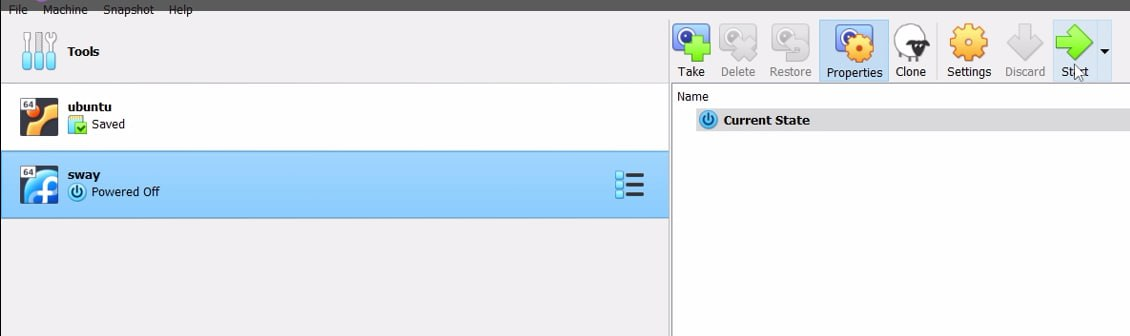 File Machine Snapshot Help
Tools
Take Delete Restore Properties Clone Settings Discard Start
64 ubuntu
Saved
64 sway
Powered Off
Name
Current State